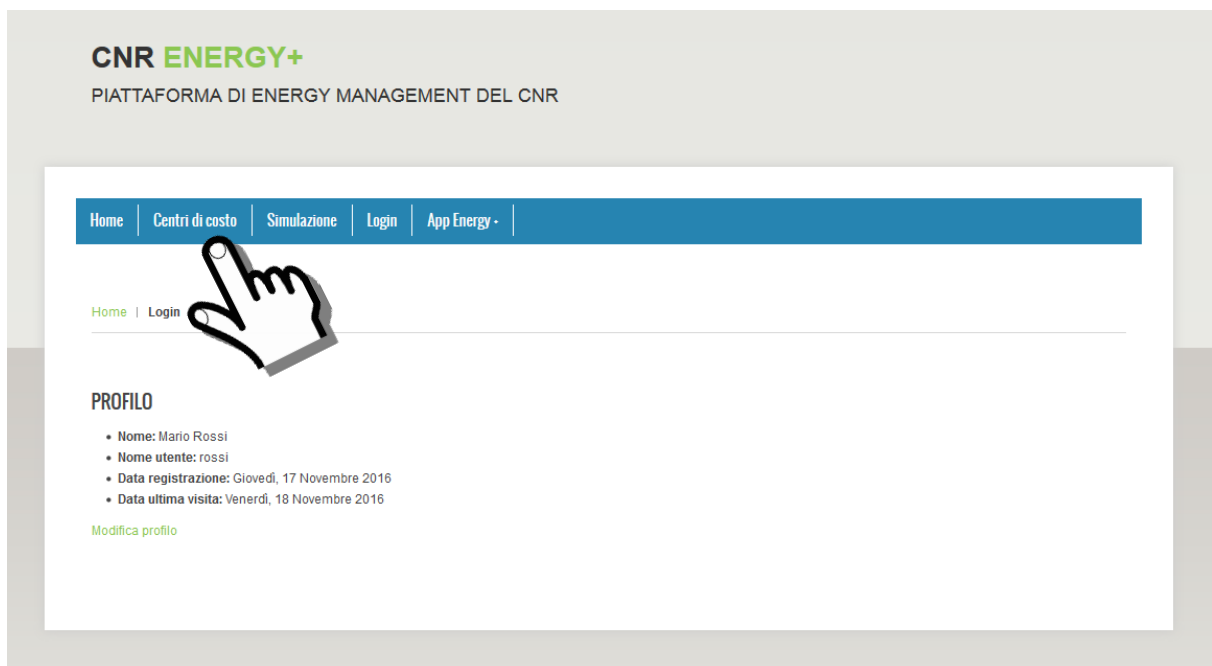 CNR ENERGY+
PIATTAFORMA DI ENERGY MANAGEMENT DEL CNR
Home Centri di costo Simulazione Login App Energy
Home | Login
PROFILO
• Nome: Mario Rossi
• Nome utente: rossi
• Data registrazione: Giovedì, 17 Novembre 2016
• Data ultima visita: Venerdì, 18 Novembre 2016
Modifica profilo